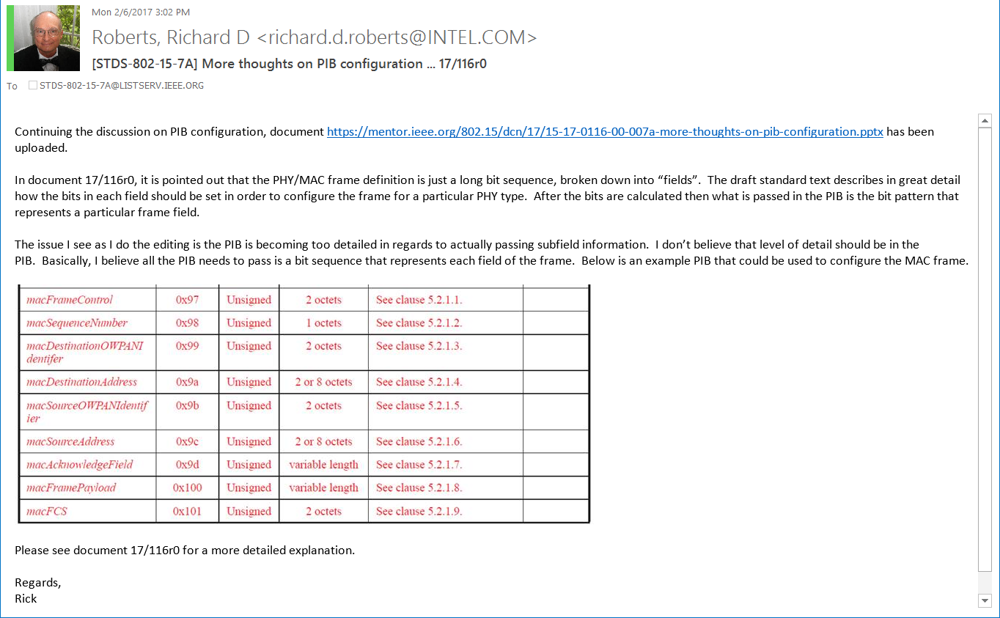 Mon 2/6/2017 3:02 PM
Roberts, Richard D <richard.d.roberts@INTEL.COM>
[STDS-802-15-7A] More thoughts on PIB configuration ... 17/116r0
To STDS-802-15-7A@LISTSERV.IEEE.ORG
Continuing the discussion on PIB configuration, document https://mentor.ieee.org/802.15/dcn/17/15-17-0116-00-007a-more-thoughts-on-pib-configuration.pptx has been
uploaded.
In document 17/116r0, it is pointed out that the PHY/MAC frame definition is just a long bit sequence, broken down into “fields”.  The draft standard text describes in great detail
how the bits in each field should be set in order to configure the frame for a particular PHY type.  After the bits are calculated then what is passed in the PIB is the bit pattern that
represents a particular frame field.
The issue I see as I do the editing is the PIB is becoming too detailed in regards to actually passing subfield information.  I don’t believe that level of detail should be in the
PIB.  Basically, I believe all the PIB needs to pass is a bit sequence that represents each field of the frame.  Below is an example PIB that could be used to configure the MAC frame.
macFrameControl 0x97 Unsigned 2 octets See clause 5.2.1.1.
macSequenceNumber 0x98 Unsigned 1 octets See clause 5.2.1.2.
macDestinationOWPANI 0x99 Unsigned 2 octets See clause 5.2.1.3.
dentifer
macDestinationAddress 0x9a Unsigned 2 or 8 octets See clause 5.2.1.4.
macSourceOWPANIdentif 0x9b Unsigned 2 octets See clause 5.2.1.5.
ier
macSourceAddress 0x9c Unsigned 2 or 8 octets See clause 5.2.1.6.
macAcknowledgeField 0x9d Unsigned variable length See clause 5.2.1.7.
macFramePayload 0x100 Unsigned variable length See clause 5.2.1.8.
macFCS 0x101 Unsigned 2 octets See clause 5.2.1.9.
Please see document 17/116r0 for a more detailed explanation.
Regards,
Rick